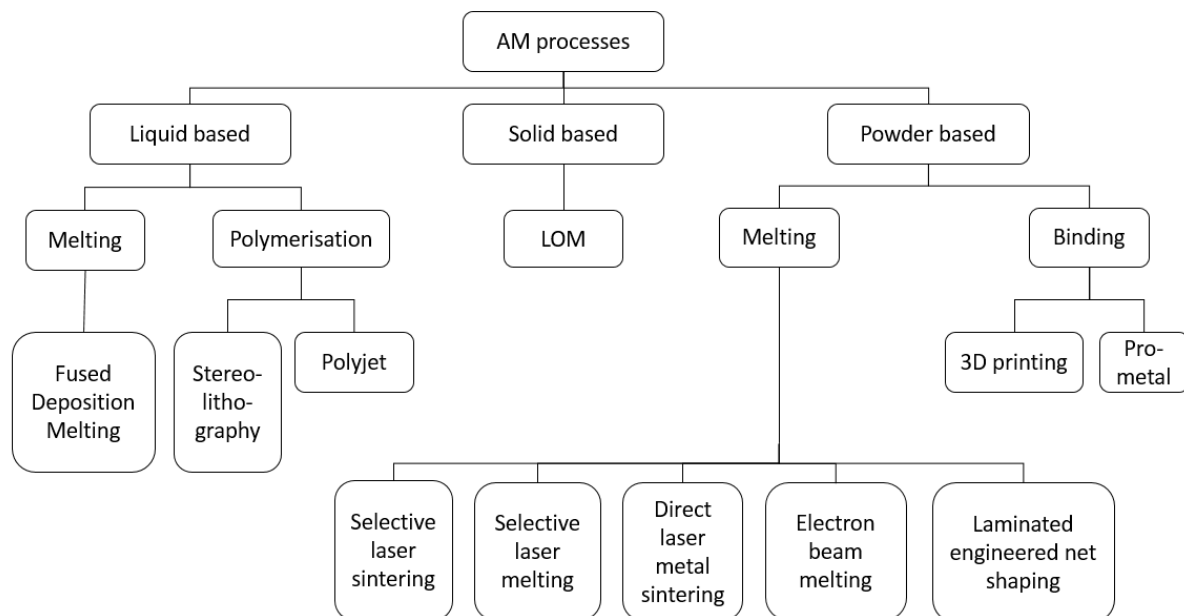 AM processes
Liquid based
Solid based
Powder based
Melting
Polymerisation
LOM
Melting
Binding
Fused
Deposition
Melting
Stereo-
litho-
graphy
Polyjet
3D printing
Pro-
metal
Selective
laser
sintering
Selective
laser
melting
Direct
laser
metal
sintering
Electron
beam
melting
Laminated
engineered net
shaping